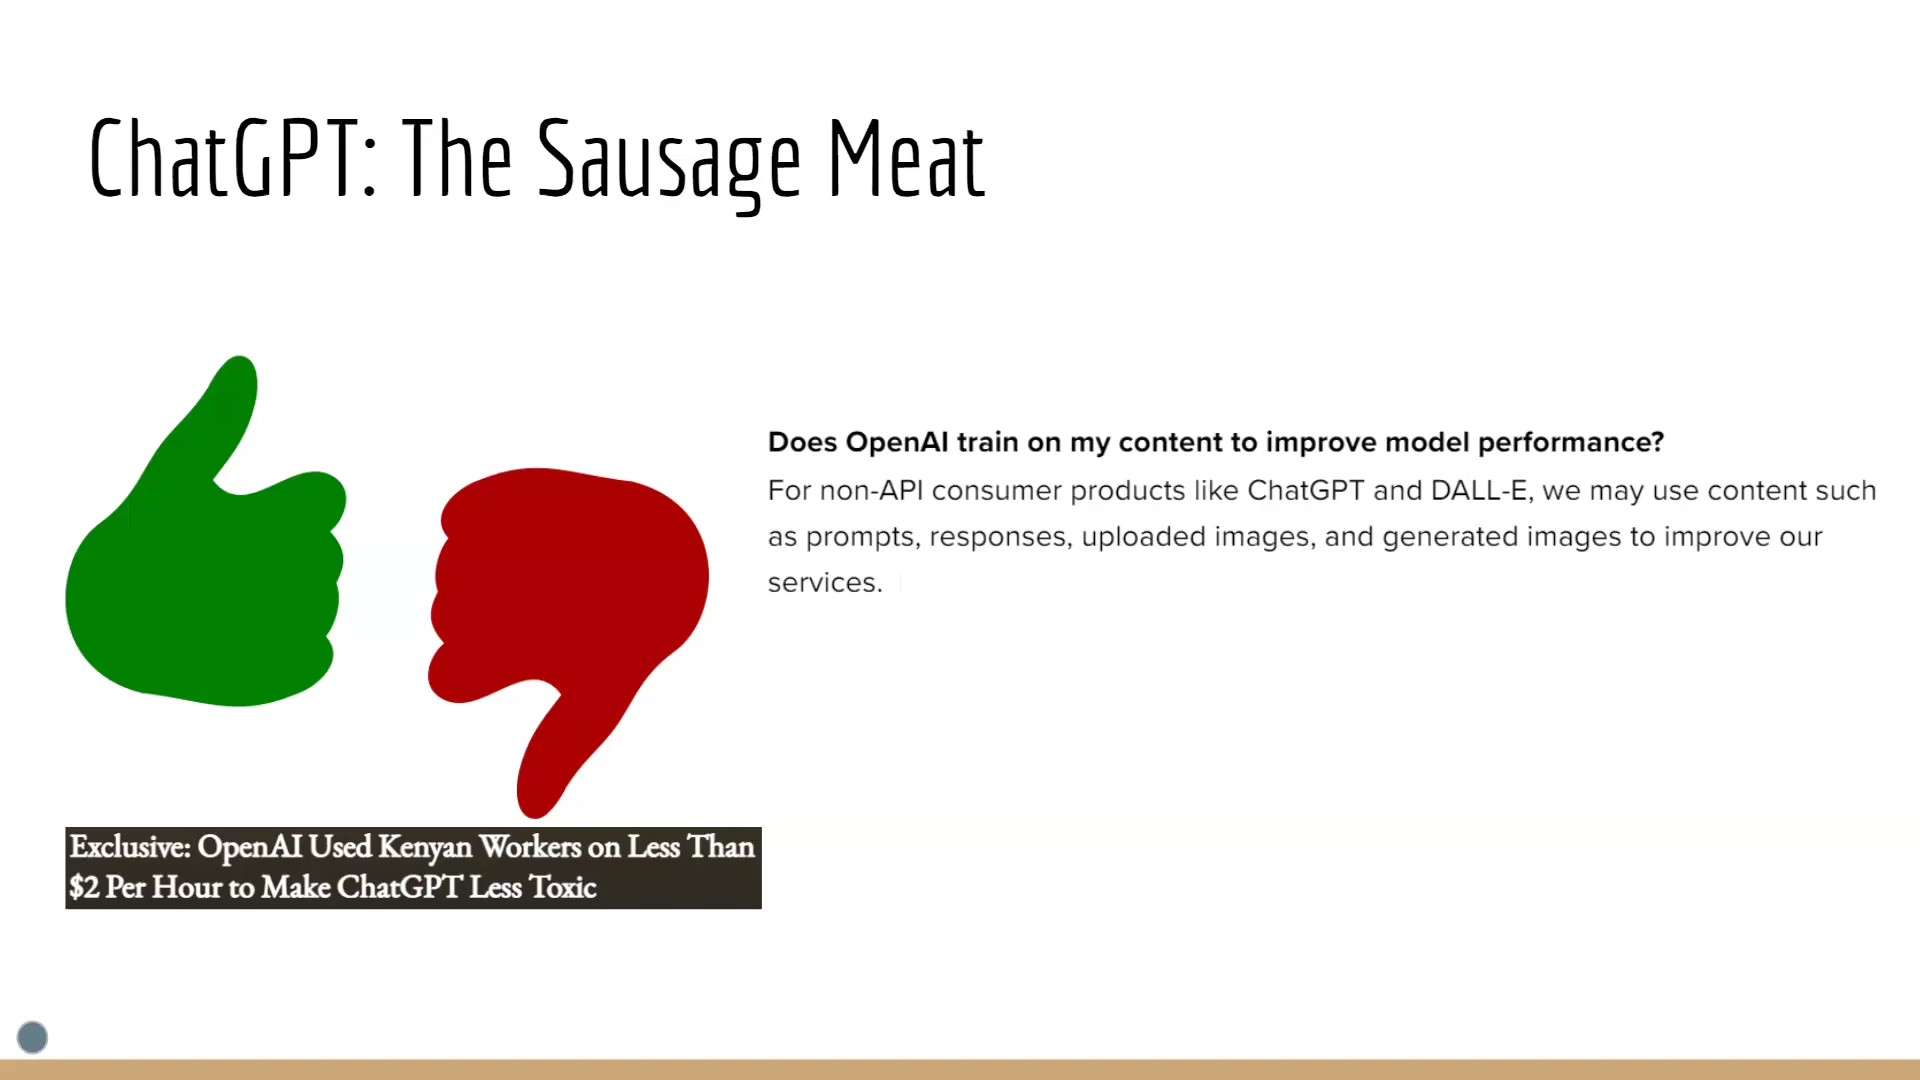 ChatGPT: The Sausage Meat
Does OpenAI train on my content to improve model performance?
For non-API consumer products like ChatGPT and DALL-E, we may use content such
as prompts, responses, uploaded images, and generated images to improve our
services.
Exclusive: OpenAI Used Kenyan Workers on Less Than
$2 Per Hour to Make ChatGPT Less Toxic